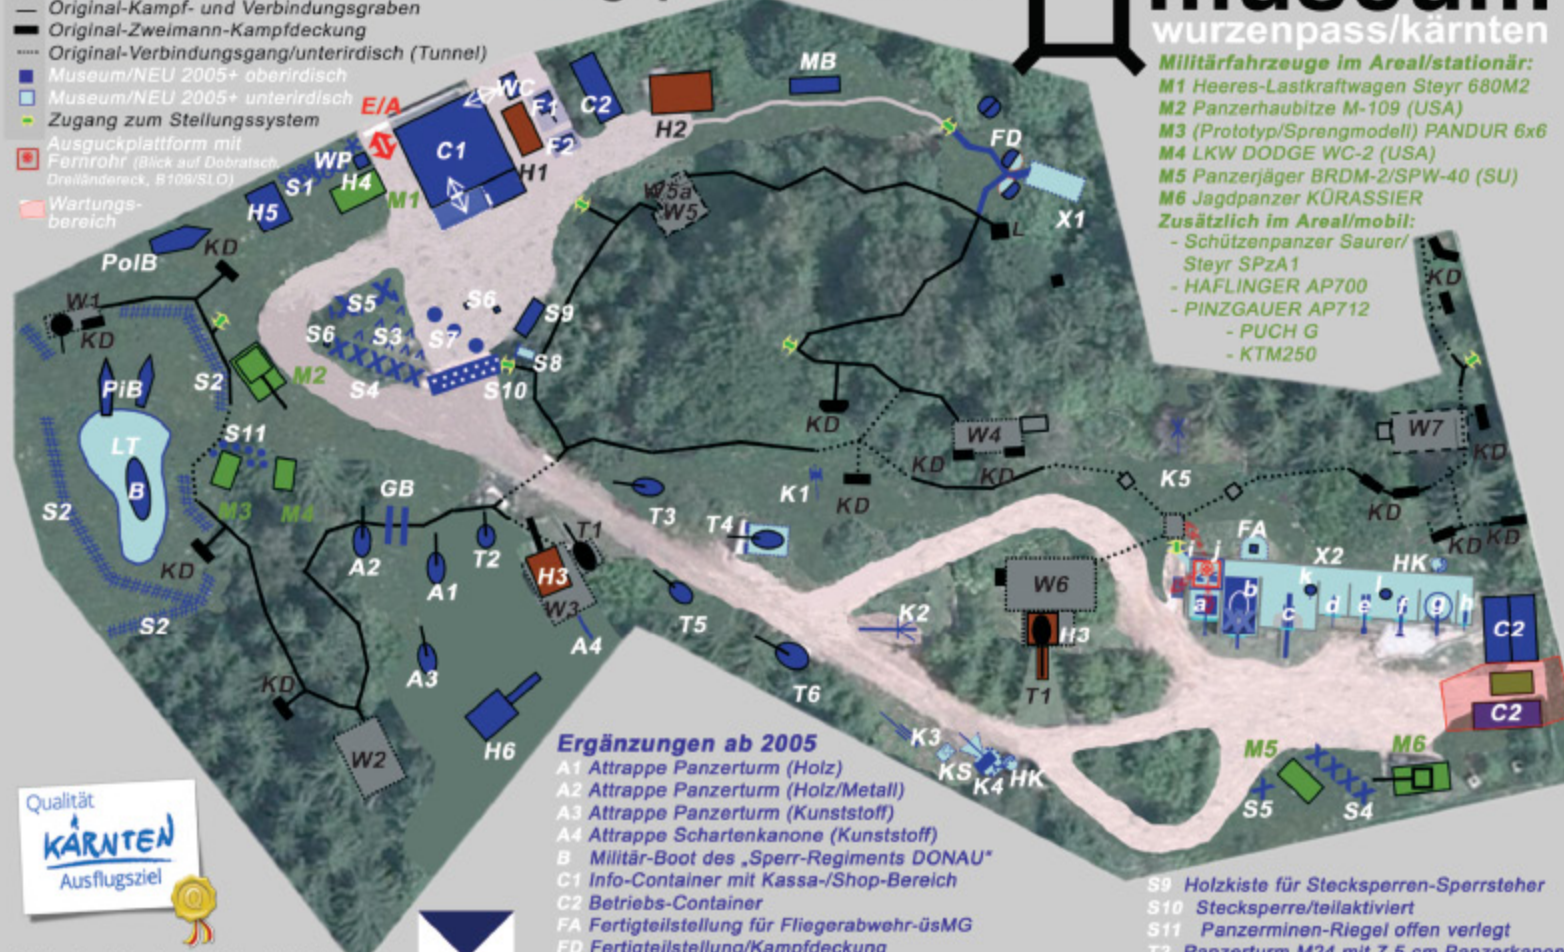 Original-Kampf- und Verbindungsgraben
Original-Zweimann-Kampfdeckung
Original-Verbindungsgang/unterirdisch (Tunnel)
Museum/NEU 2005+ oberirdisch
Museum/NEU 2005+ unterirdisch
Zugang zum Stellungssystem
Ausguckplattform mit
Fernrohr (Blick auf Dobratsch,
Dreiländereck, B109/SLO)
Wartungs-
bereich
museum
wurzenpass/kärnten
Militärfahrzeuge im Areal/stationär:
M1 Heeres-Lastkraftwagen Steyr 680M2
M2 Panzerhaubitze M-109 (USA)
M3 (Prototyp/Sprengmodell) PANDUR 6x6
M4 LKW DODGE WC-2 (USA)
M5 Panzerjäger BRDM-2/SPW-40 (SU)
M6 Jagdpanzer KÜRASSIER
Zusätzlich im Areal/mobil:
- Schützenpanzer Saurer/
Steyr SPzA1
- HAFLINGER AP700
- PINZGAUER AP712
- PUCH G
- KTM250
E/A
WC
F1
F2
C2
H2
MB
FD
C1
H1
WP
H4
S1
H5
M1
PolB
KD
W5a
W5
L
X1
KD
W1
KD
S5
S6
S6
S3
S7
S9
S8
S4
S10
PiB
S2
M2
KD
W4
KD
KD
W7
KD
LT
S11
B
S2
M3
M4
GB
K1
KD
K5
KD
T3
T4
A2
A1
T2
T1
H3
W3
KD
S2
A4
T5
K2
W6
H3
T1
FA
X2
HK
i
j
k
l
a
b
c
d
e
f
g
h
KD
KD
C2
C2
A3
KD
H6
T6
W2
K3
KS
K4
HK
M5
M6
S5
S4
Qualität
KÄRNTEN
Ausflugsziel
Q
Ergänzungen ab 2005
A1 Attrappe Panzerturm (Holz)
A2 Attrappe Panzerturm (Holz/Metall)
A3 Attrappe Panzerturm (Kunststoff)
A4 Attrappe Schartenkanone (Kunststoff)
B Militär-Boot des „Sperr-Regiments DONAU"
C1 Info-Container mit Kassa-/Shop-Bereich
C2 Betriebs-Container
FA Fertigteilstellung für Fliegerabwehr-üsMG
FD Fertigteilstellung/Kampfdeckung
S9 Holzkiste für Stecksperren-Sperrsteher
S10 Stecksperre/teilaktiviert
S11 Panzerminen-Riegel offen verlegt
T3 Panzerturm M24 mit 7,5 cm Panzerkanone